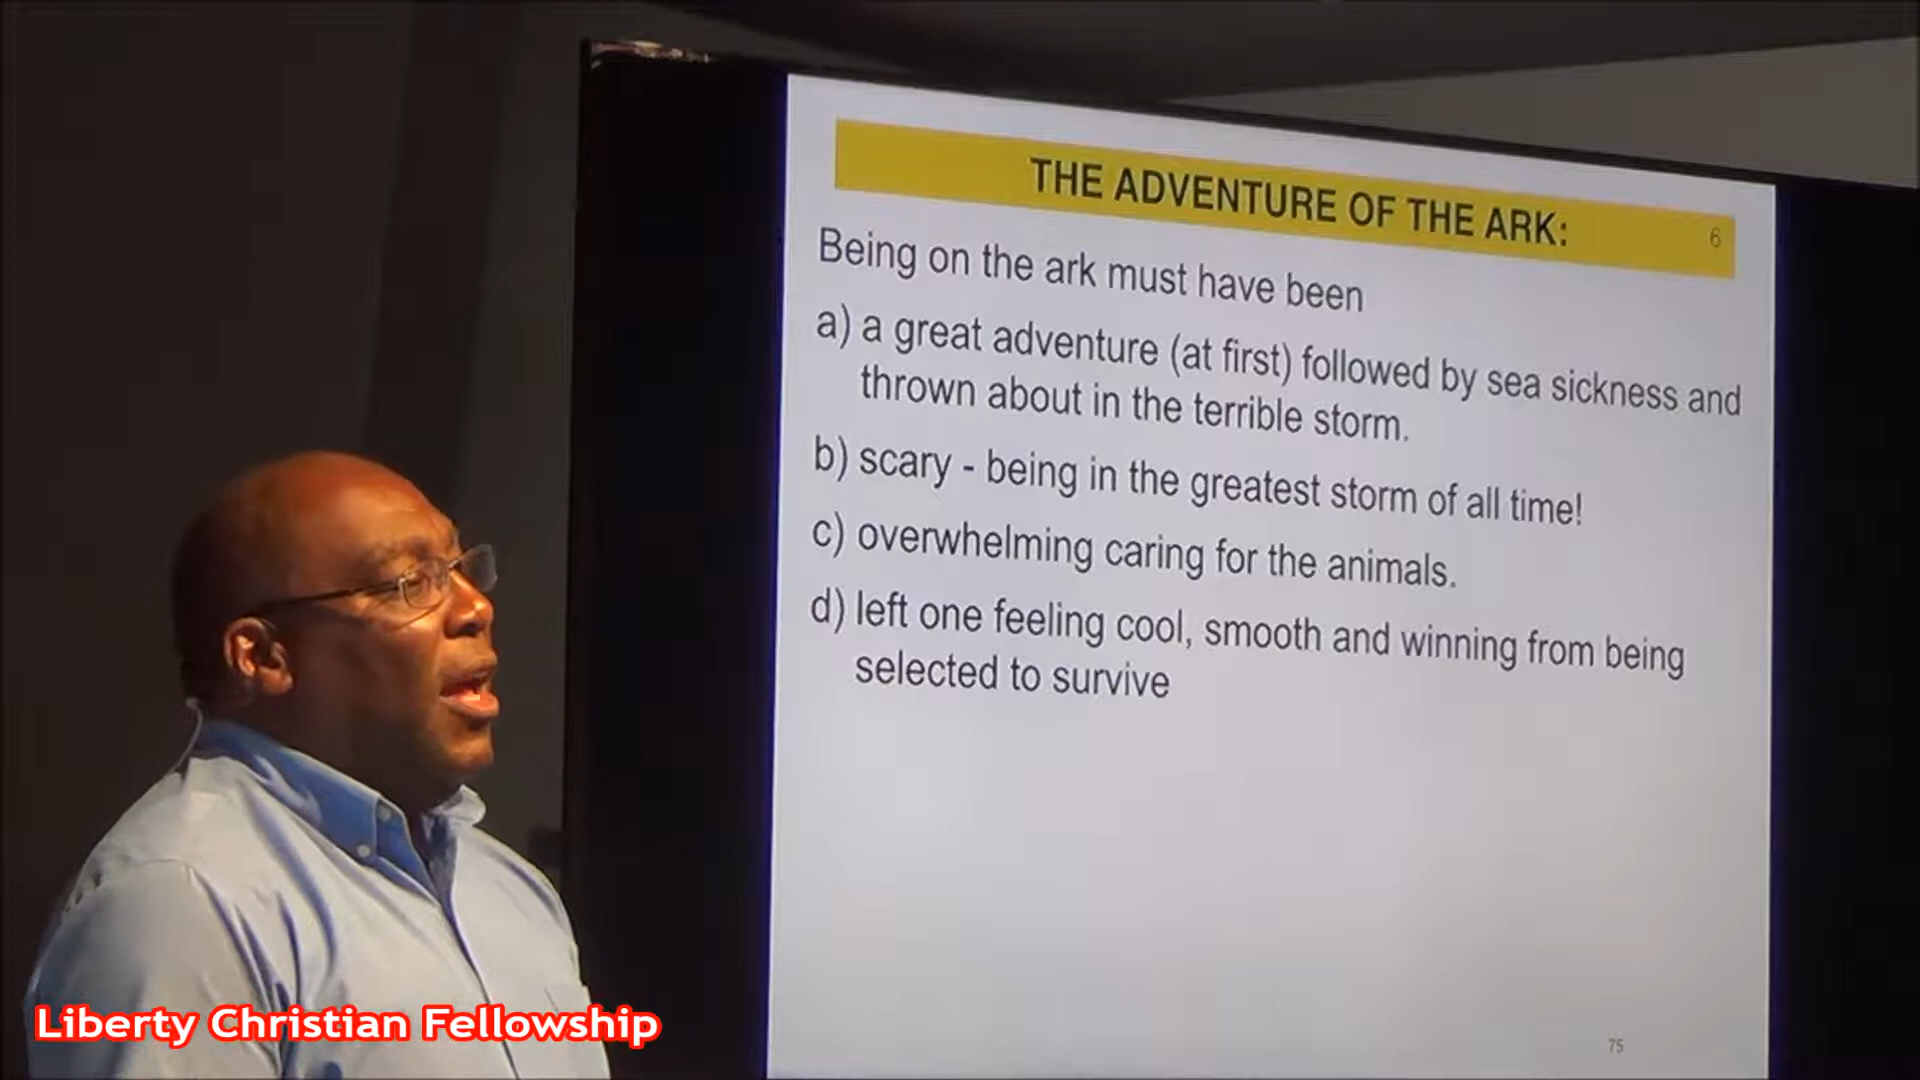 THE ADVENTURE OF THE ARK:
6
Being on the ark must have been
a) a great adventure (at first) followed by sea sickness and
thrown about in the terrible storm.
b) scary - being in the greatest storm of all time!
c) overwhelming caring for the animals.
d) left one feeling cool, smooth and winning from being
selected to survive
75
Liberty Christian Fellowship